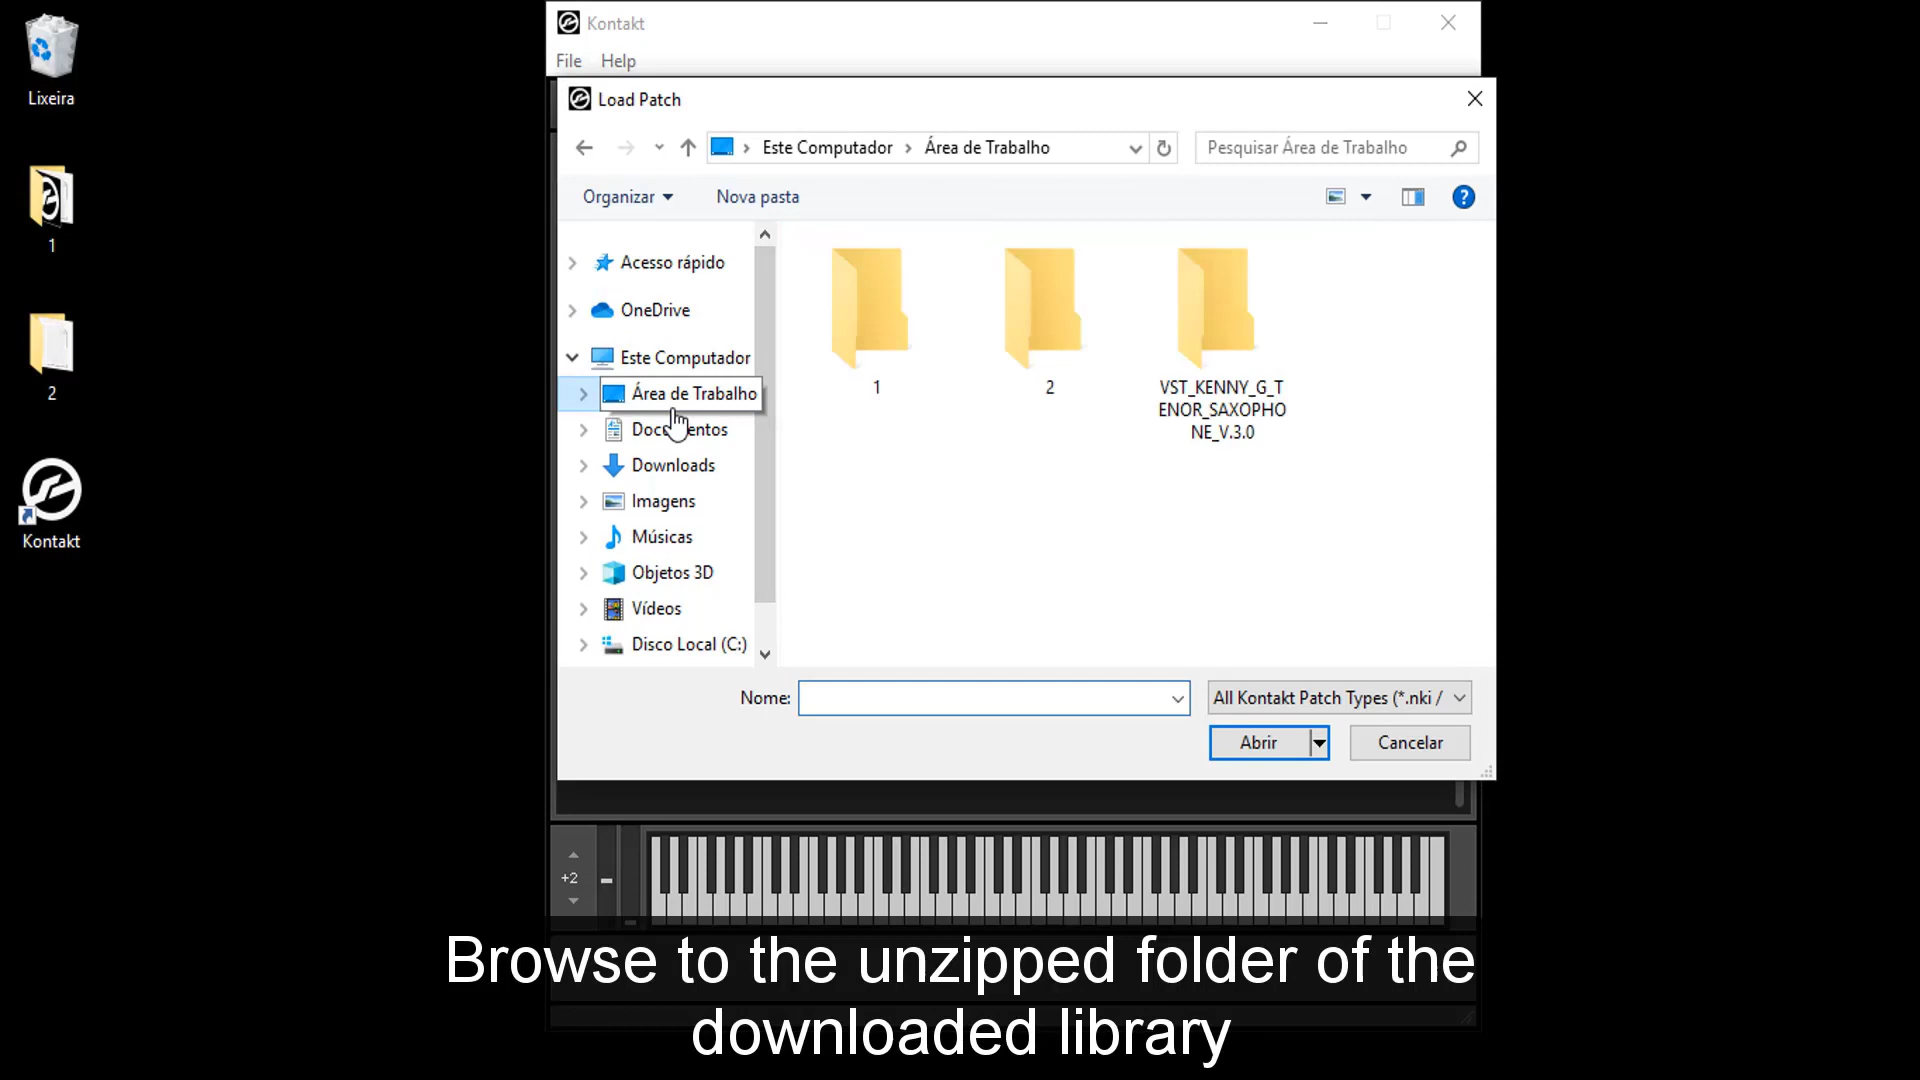 Lixeira
1
2
Kontakt
Kontakt
File Help
Load Patch
Este Computador
Área de Trabalho
Pesquisar Área de Trabalho
Organizar
Nova pasta
Acesso rápido
OneDrive
Este Computador
Área de Trabalho
Documentos
Downloads
Imagens
Músicas
Objetos 3D
Vídeos
Disco Local (C:)
1
2
VST_KENNY_G_T
ENOR_SAXOPHO
NE_V.3.0
Nome:
All Kontakt Patch Types (*.nki /
Abrir
Cancelar
+2
Browse to the unzipped folder of the
downloaded library